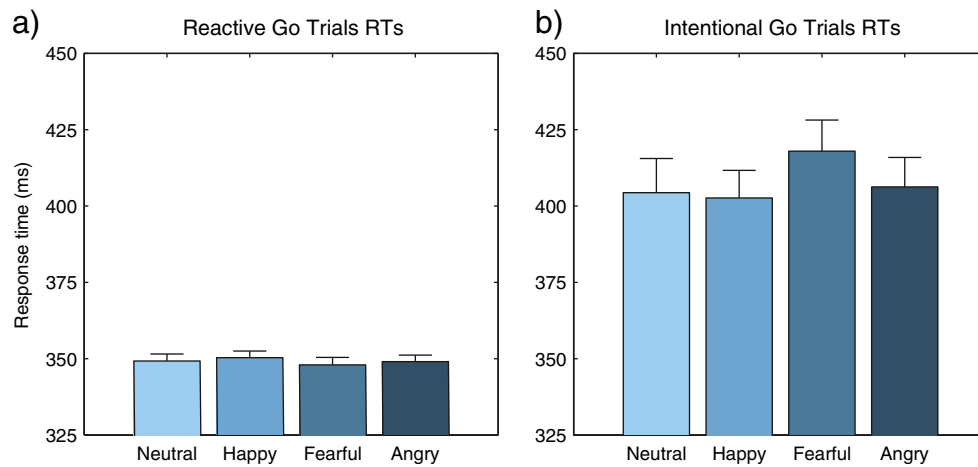 a)
Reactive Go Trials RTs
Response time (ms)
450
425
400
375
350
325
Neutral Happy Fearful Angry
b)
Intentional Go Trials RTs
450
425
400
375
350
325
Neutral Happy Fearful Angry